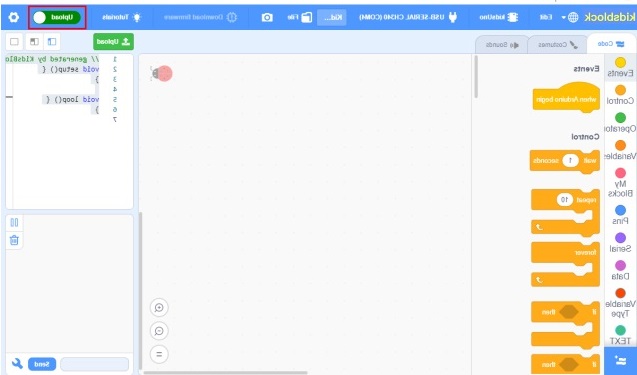 kidsblock
Edit
kidsuino
USB-SERIAL CH340 (COM4)
Kid...
File
Download firmware
Tutorials
Upload
Code
Costumes
Sounds
Upload
Events
Control
Operator
Variables
My
Blocks
Pins
Serial
Data
Variable
Type
TEXT
Events
when Arduino begin
Control
wait 1 seconds
repeat 10
forever
if then
if then
1 // generated by KidsBlo
2 void setup() {
3 }
4
5 void loop() {
6 }
7
Send